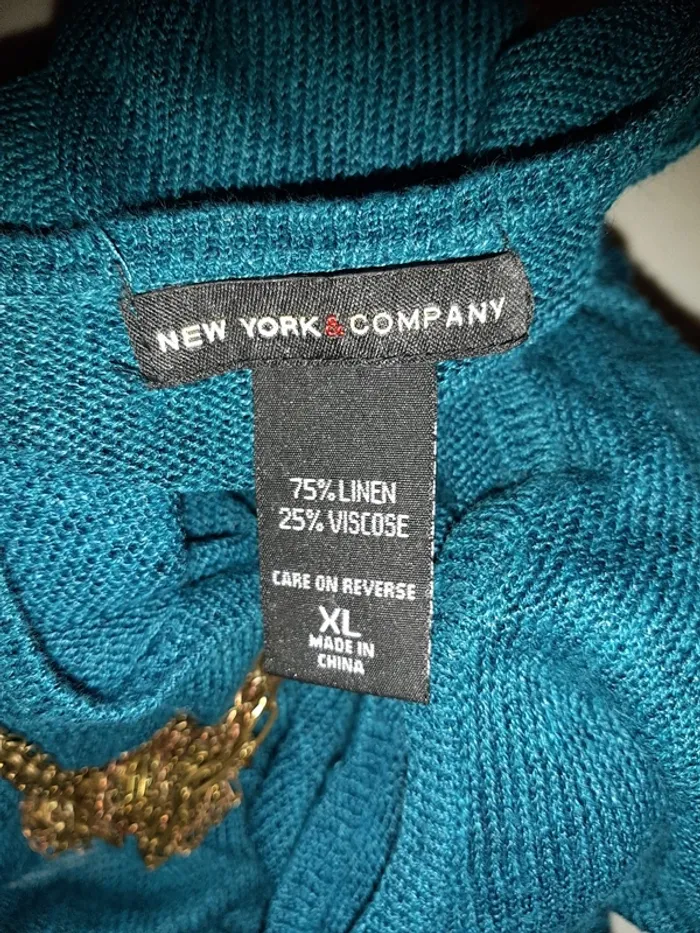 NEW YORK & COMPANY
75% LINEN
25% VISCOSE
CARE ON REVERSE
XL
MADE IN
CHINA